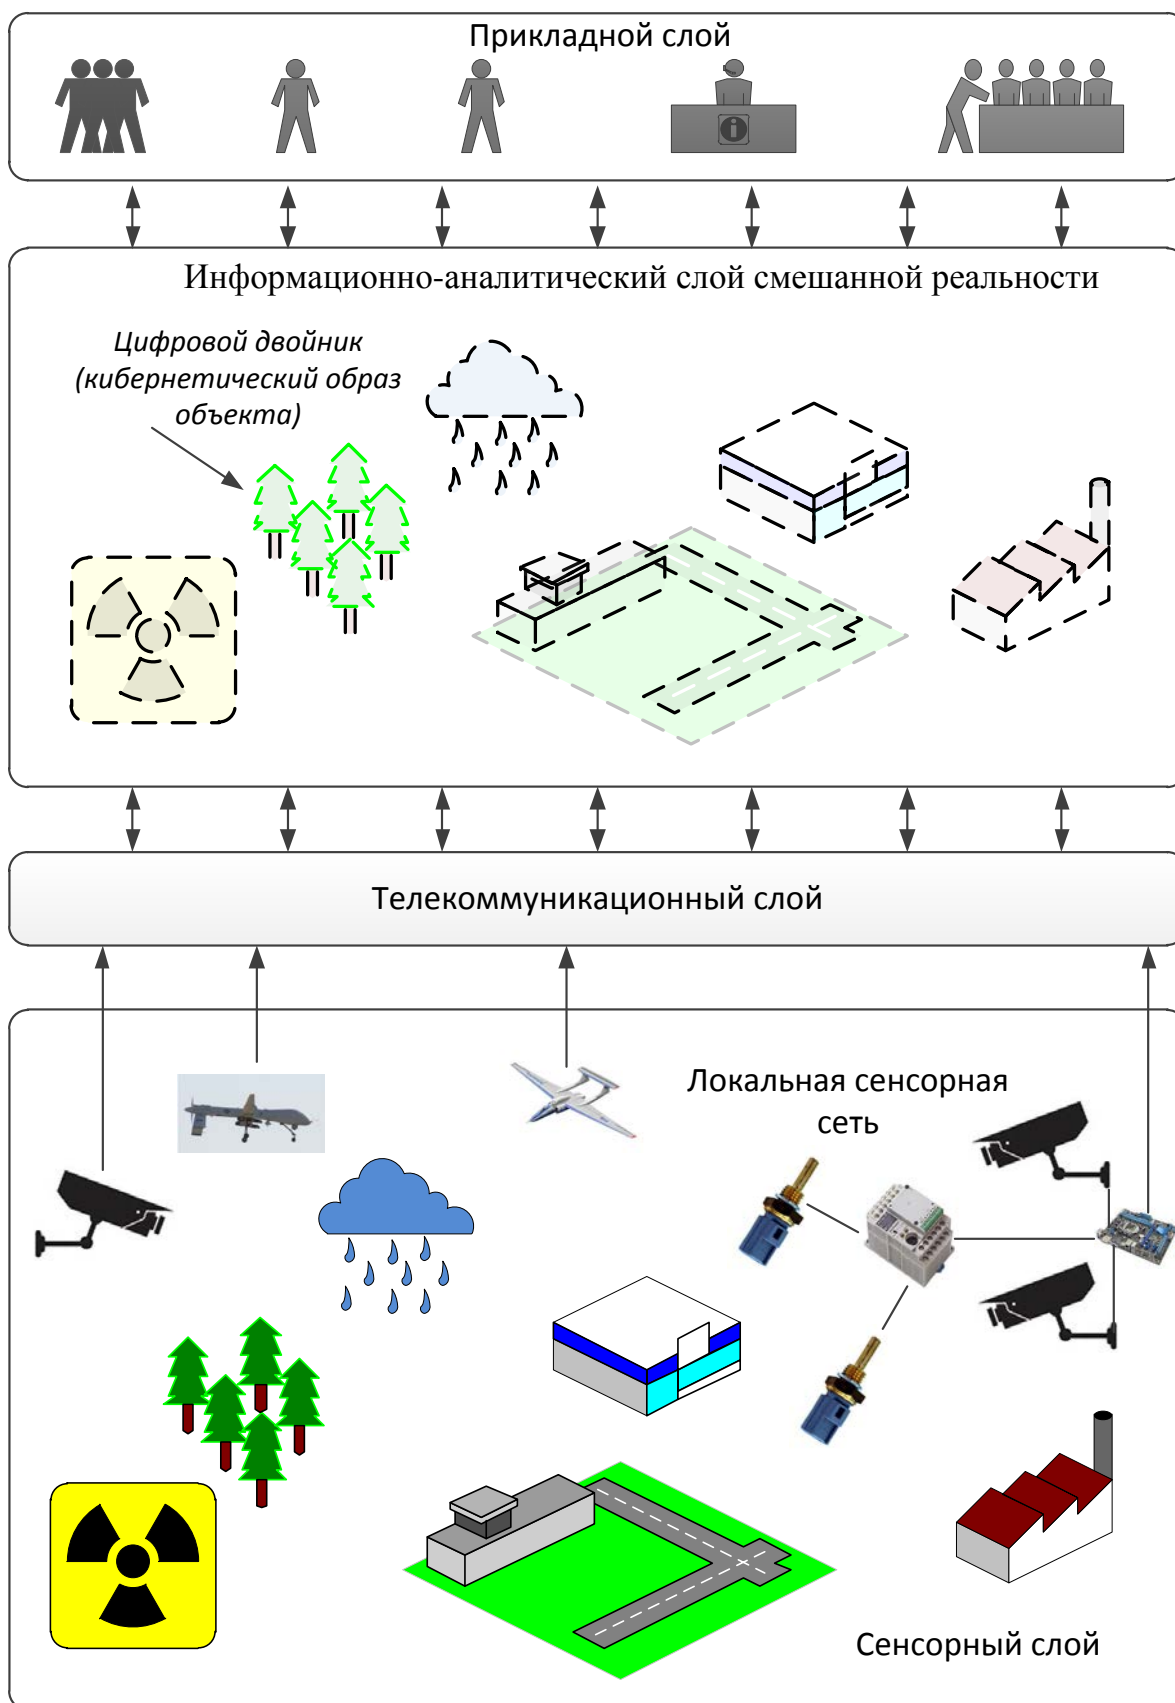 Прикладной слой
Информационно-аналитический слой смешанной реальности
Цифровой двойник
(кибернетический образ
объекта)
Телекоммуникационный слой
Локальная сенсорная
сеть
Сенсорный слой